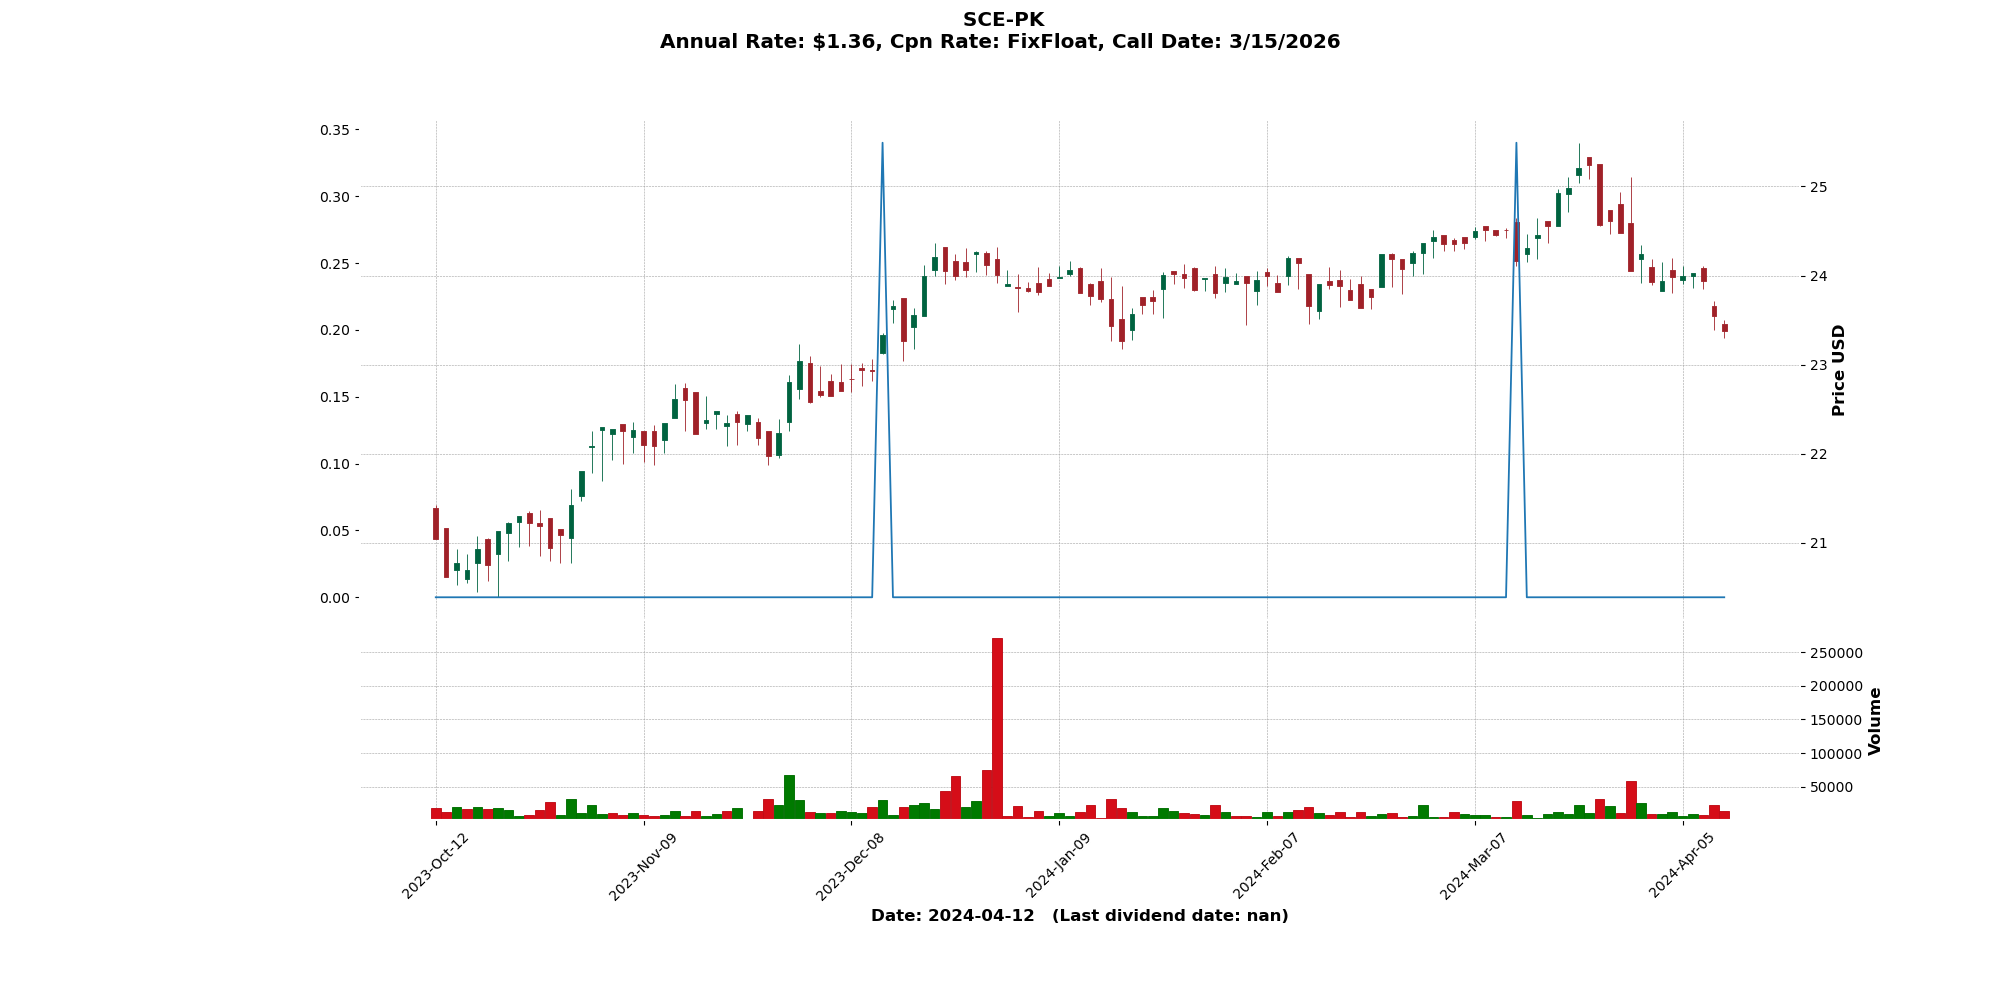 SCE-PK
Annual Rate: $1.36, Cpn Rate: FixFloat, Call Date: 3/15/2026
0.35
0.30
0.25
0.20
0.15
0.10
0.05
0.00
25
24
23
22
21
Price USD
250000
200000
150000
100000
50000
Volume
2023-Oct-12
2023-Nov-09
2023-Dec-08
2024-Jan-09
2024-Feb-07
2024-Mar-07
2024-Apr-05
Date: 2024-04-12 (Last dividend date: nan)